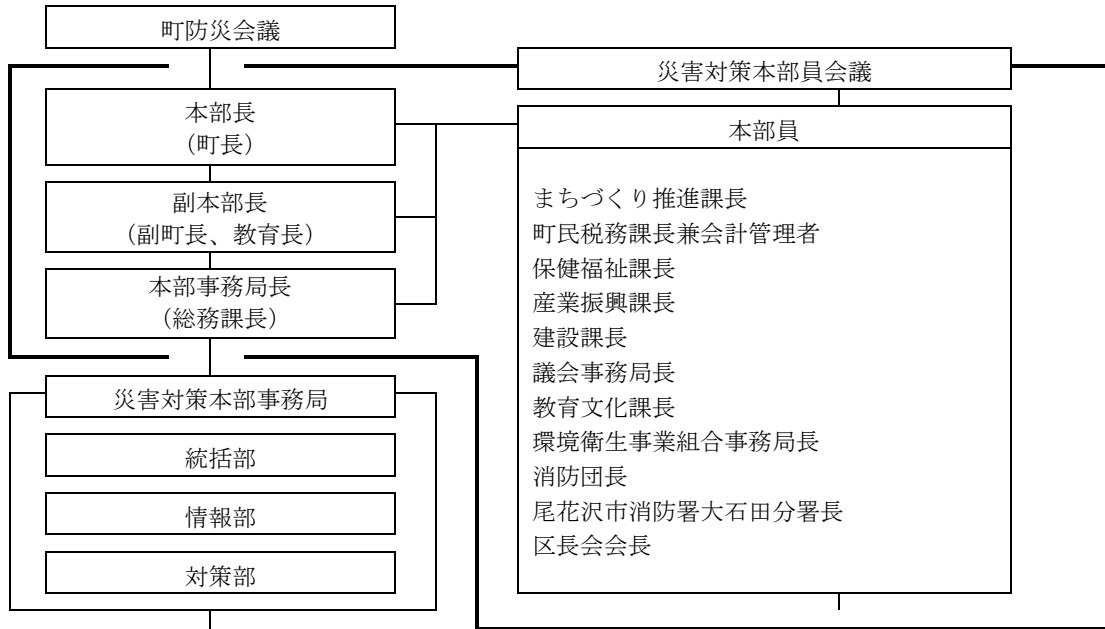 町防災会議
災害対策本部員会議
本部長
（町長）
副本部長
（副町長、教育長）
本部事務局長
（総務課長）
本部員
まちづくり推進課長
町民税務課長兼会計管理者
保健福祉課長
産業振興課長
建設課長
議会事務局長
教育文化課長
環境衛生事業組合事務局長
消防団長
尾花沢市消防署大石田分署長
区長会会長
災害対策本部事務局
統括部
情報部
対策部